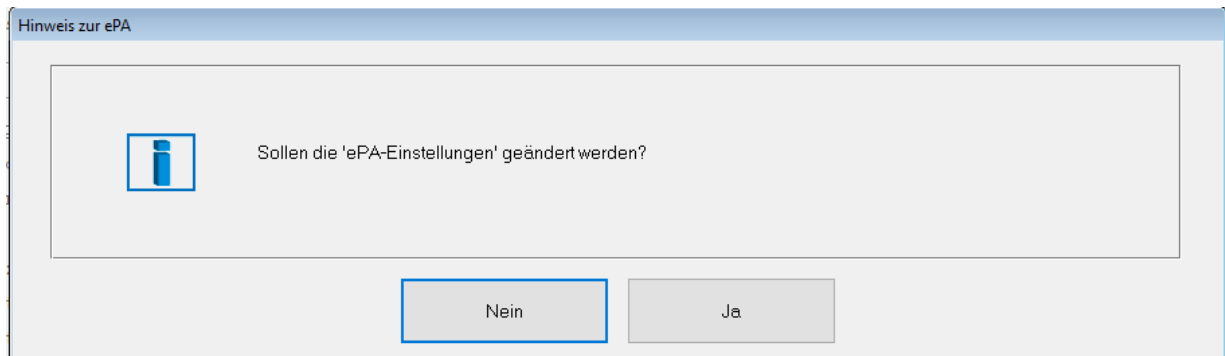 Hinweis zur ePA
Sollen die 'ePA-Einstellungen' geändert werden?
Nein
Ja